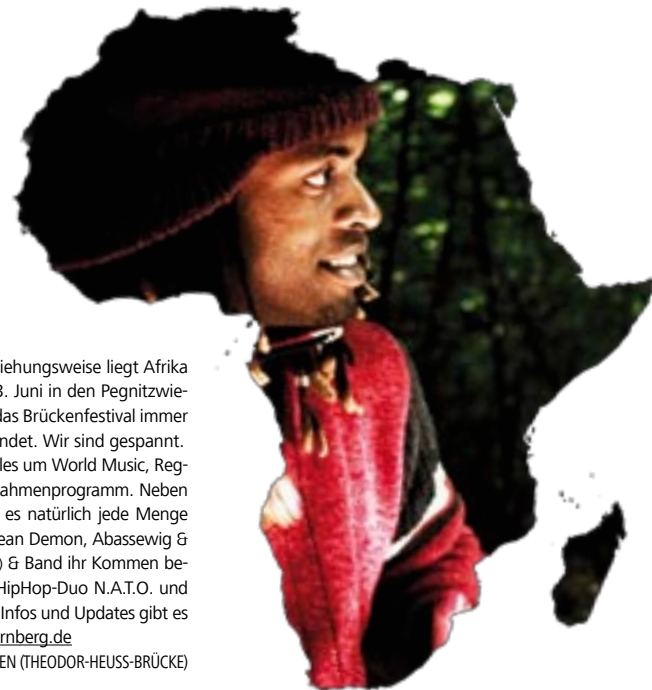 iehungsweise liegt Afrika
3. Juni in den Pegnitzwie-
das Brückenfestival immer
ndet. Wir sind gespannt.
les um World Music, Reg-
ahmenprogramm. Neben
es natürlich jede Menge
ean Demon, Abassewig &
) & Band ihr Kommen be-
HipHop-Duo N.A.T.O. und
Infos und Updates gibt es
rnberg.de
EN (THEODOR-HEUSS-BRÜCKE)